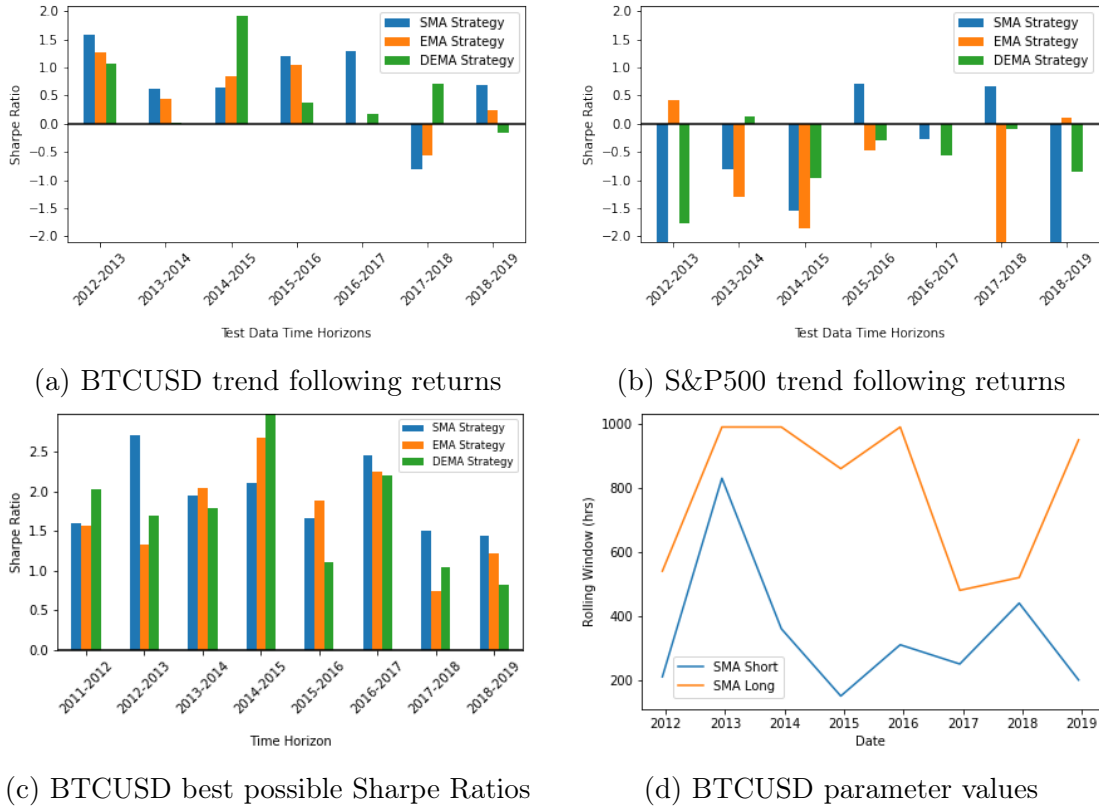 2.0
1.5
1.0
0.5
0.0
−0.5
−1.0
−1.5
−2.0
Sharpe Ratio
SMA Strategy
EMA Strategy
DEMA Strategy
2012-2013
2013-2014
2014-2015
2015-2016
2016-2017
2017-2018
2018-2019
Test Data Time Horizons
(a) BTCUSD trend following returns
2.0
1.5
1.0
0.5
0.0
−0.5
−1.0
−1.5
−2.0
Sharpe Ratio
SMA Strategy
EMA Strategy
DEMA Strategy
2012-2013
2013-2014
2014-2015
2015-2016
2016-2017
2017-2018
2018-2019
Test Data Time Horizons
(b) S&P500 trend following returns
2.5
2.0
1.5
1.0
0.5
0.0
Sharpe Ratio
SMA Strategy
EMA Strategy
DEMA Strategy
2011-2012
2012-2013
2013-2014
2014-2015
2015-2016
2016-2017
2017-2018
2018-2019
Time Horizon
(c) BTCUSD best possible Sharpe Ratios
1000
800
600
400
200
Rolling Window (hrs)
SMA Short
SMA Long
2012 2013 2014 2015 2016 2017 2018 2019
Date
(d) BTCUSD parameter values